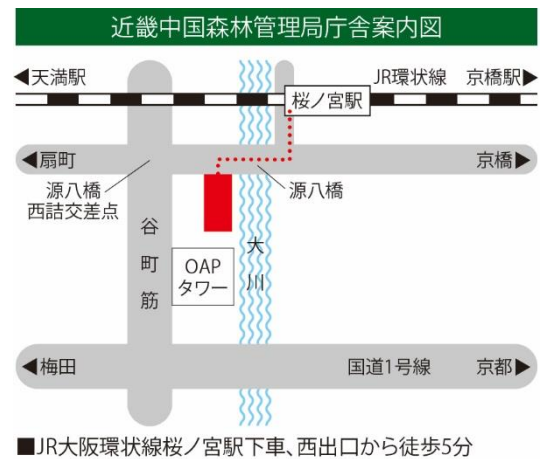 近畿中国森林管理局庁舎案内図
◀天満駅
JR環状線 京橋駅▶
桜ノ宮駅
◀扇町
京橋▶
源八橋
西詰交差点
源八橋
谷町筋
大川
OAP
タワー
◀梅田
国道1号線 京都▶
■JR大阪環状線桜ノ宮駅下車、西出口から徒歩5分